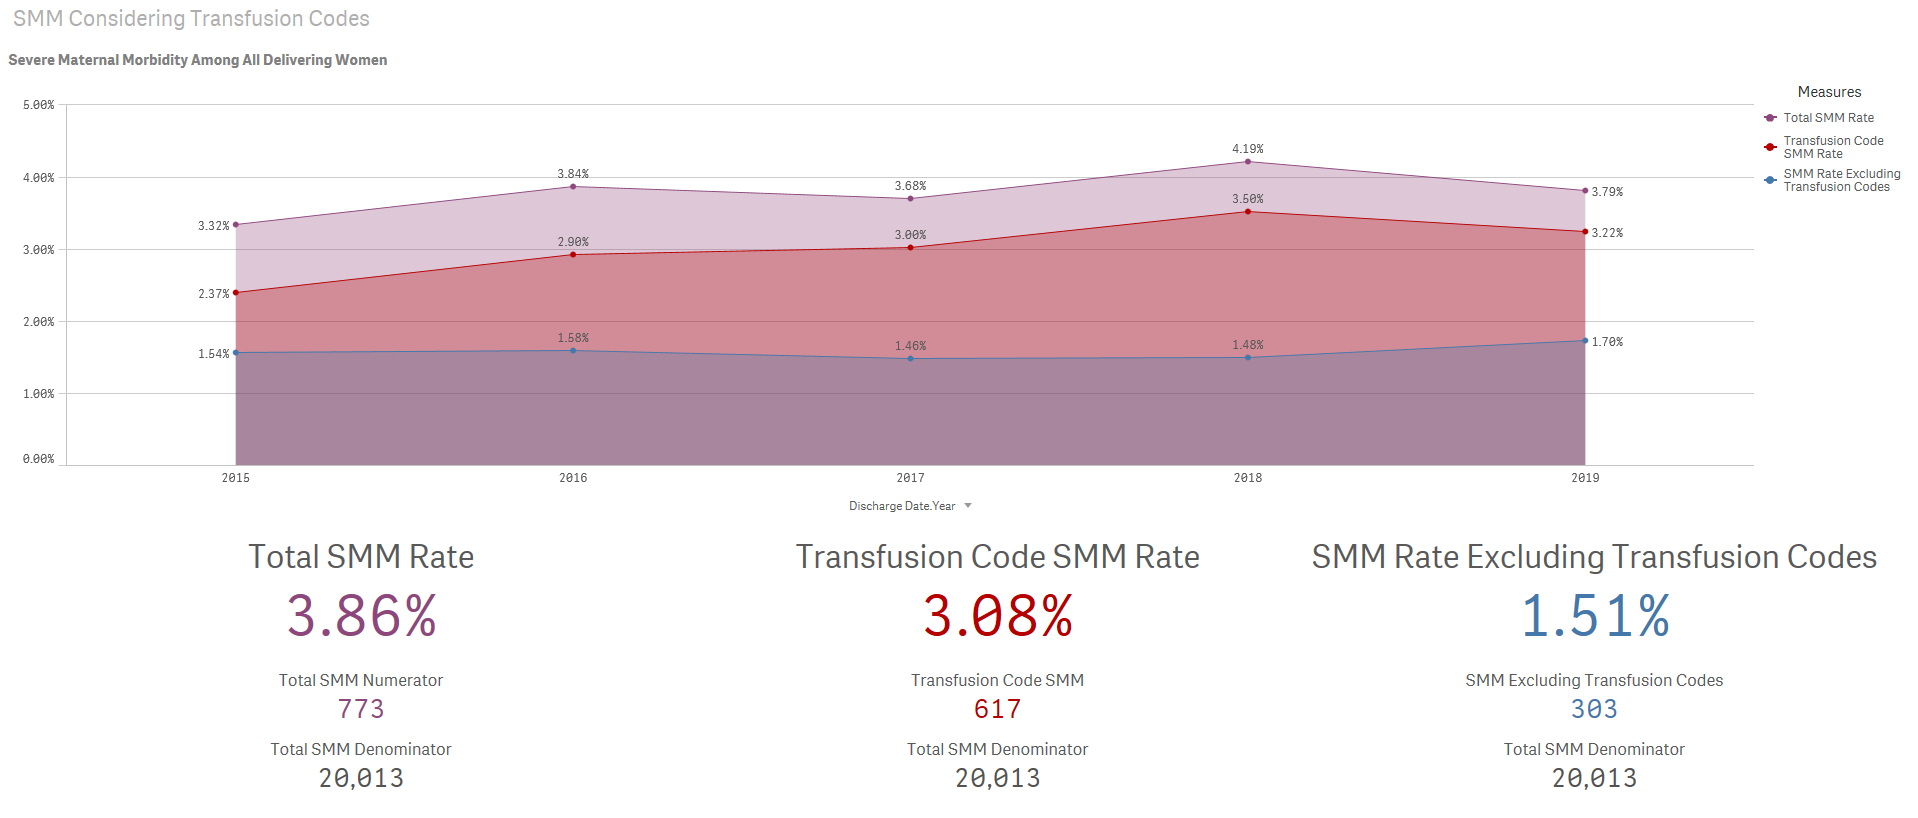 SMM Considering Transfusion Codes
Severe Maternal Morbidity Among All Delivering Women
Measures
Total SMM Rate
Transfusion Code
SMM Rate
SMM Rate Excluding
Transfusion Codes
5.00%
4.00%
3.00%
2.00%
1.00%
0.00%
3.32%
3.84%
3.68%
4.19%
3.79%
2.37%
2.90%
3.00%
3.50%
3.22%
1.54%
1.58%
1.46%
1.48%
1.70%
2015
2016
2017
2018
2019
Discharge Date.Year
Total SMM Rate
3.86%
Total SMM Numerator
773
Total SMM Denominator
20,013
Transfusion Code SMM Rate
3.08%
Transfusion Code SMM
617
Total SMM Denominator
20,013
SMM Rate Excluding Transfusion Codes
1.51%
SMM Excluding Transfusion Codes
303
Total SMM Denominator
20,013